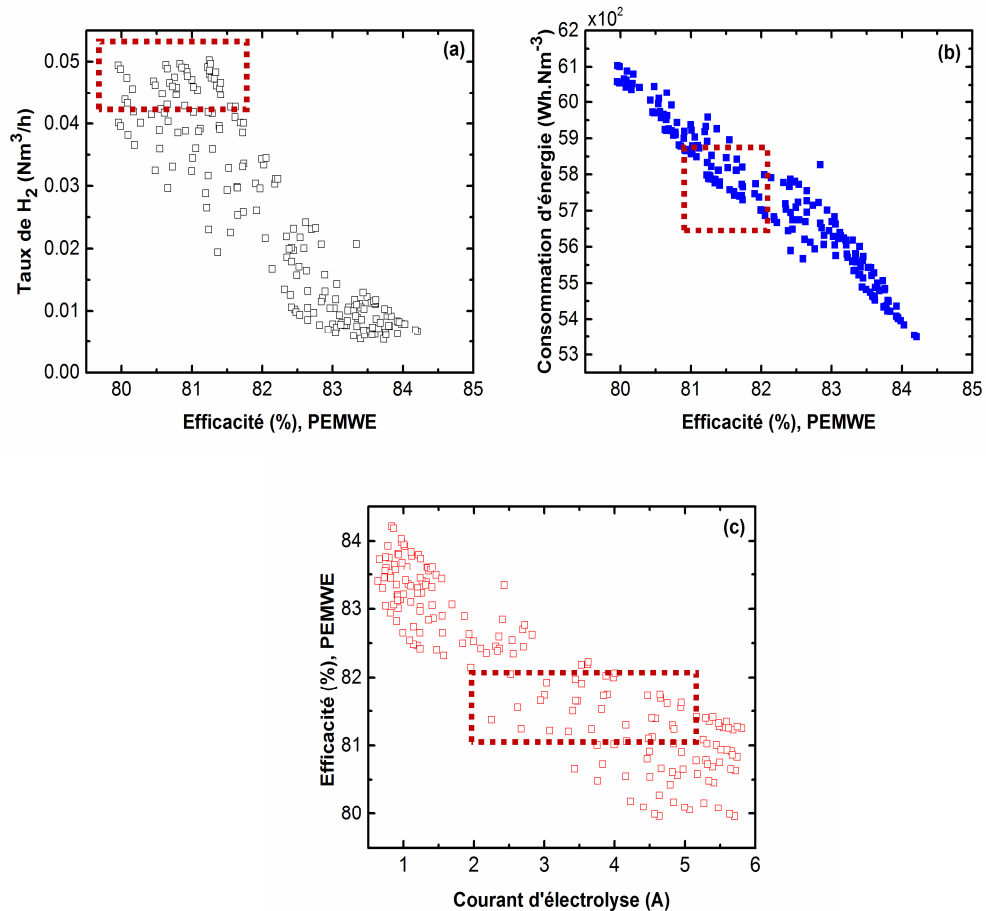 (a)
0.05
0.04
0.03
0.02
0.01
0.00
Taux de H2 (Nm3/h)
80 81 82 83 84 85
Efficacité (%), PEMWE
x10²
(b)
62
61
60
59
58
57
56
55
54
53
Consommation d'énergie (Wh.Nm⁻³)
80 81 82 83 84 85
Efficacité (%), PEMWE
(c)
84
83
82
81
80
Efficacité (%), PEMWE
1 2 3 4 5 6
Courant d'électrolyse (A)